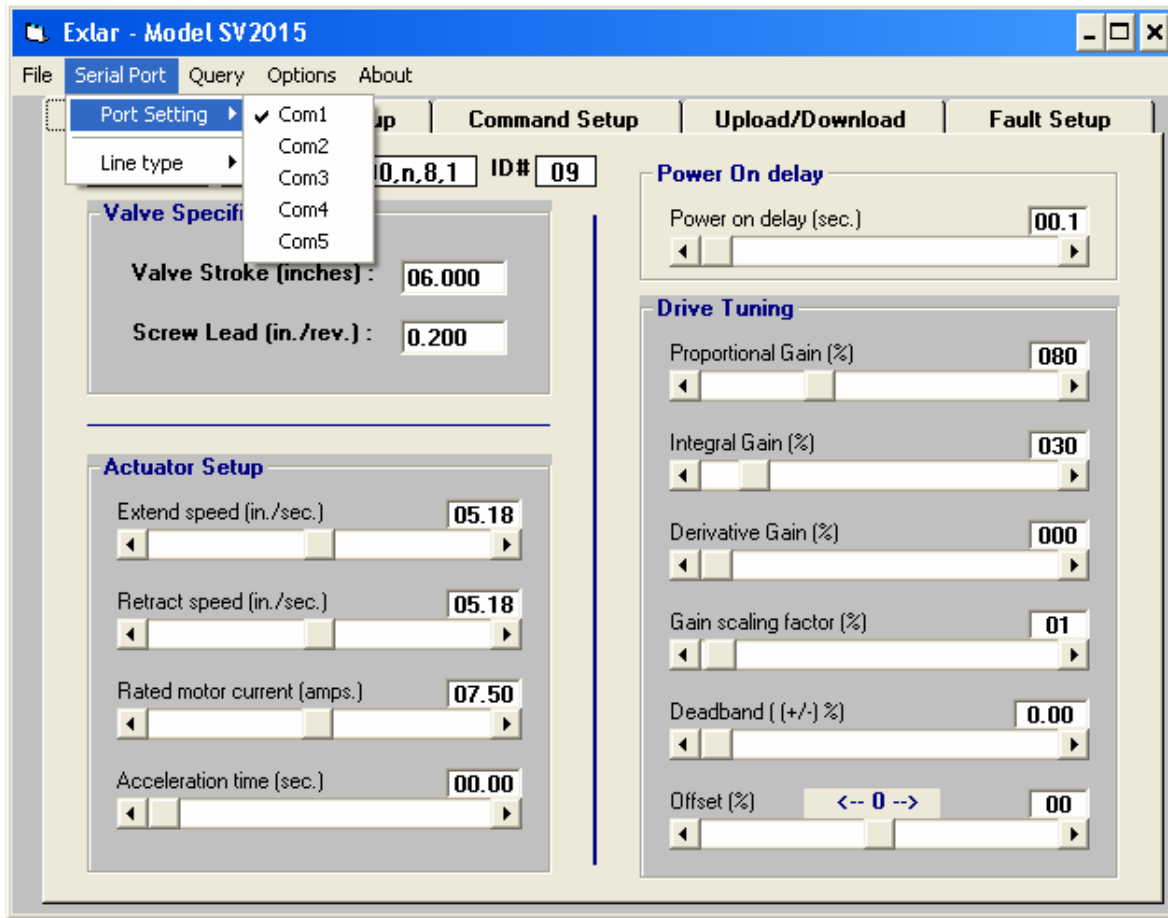 Exlar - Model SV2015
File Serial Port Query Options About
Port Setting
Line type
Com1
Com2
Com3
Com4
Com5
Command Setup Upload/Download Fault Setup
0,n,8,1 ID# 09
Valve Stroke (inches) : 06.000
Screw Lead (in./rev.) : 0.200
Actuator Setup
Extend speed (in./sec.) 05.18
Retract speed (in./sec.) 05.18
Rated motor current (amps.) 07.50
Acceleration time (sec.) 00.00
Power On delay
Power on delay (sec.) 00.1
Drive Tuning
Proportional Gain (%) 080
Integral Gain (%) 030
Derivative Gain (%) 000
Gain scaling factor (%) 01
Deadband ( (+/-) %) 0.00
Offset (%) <-- 0 --> 00